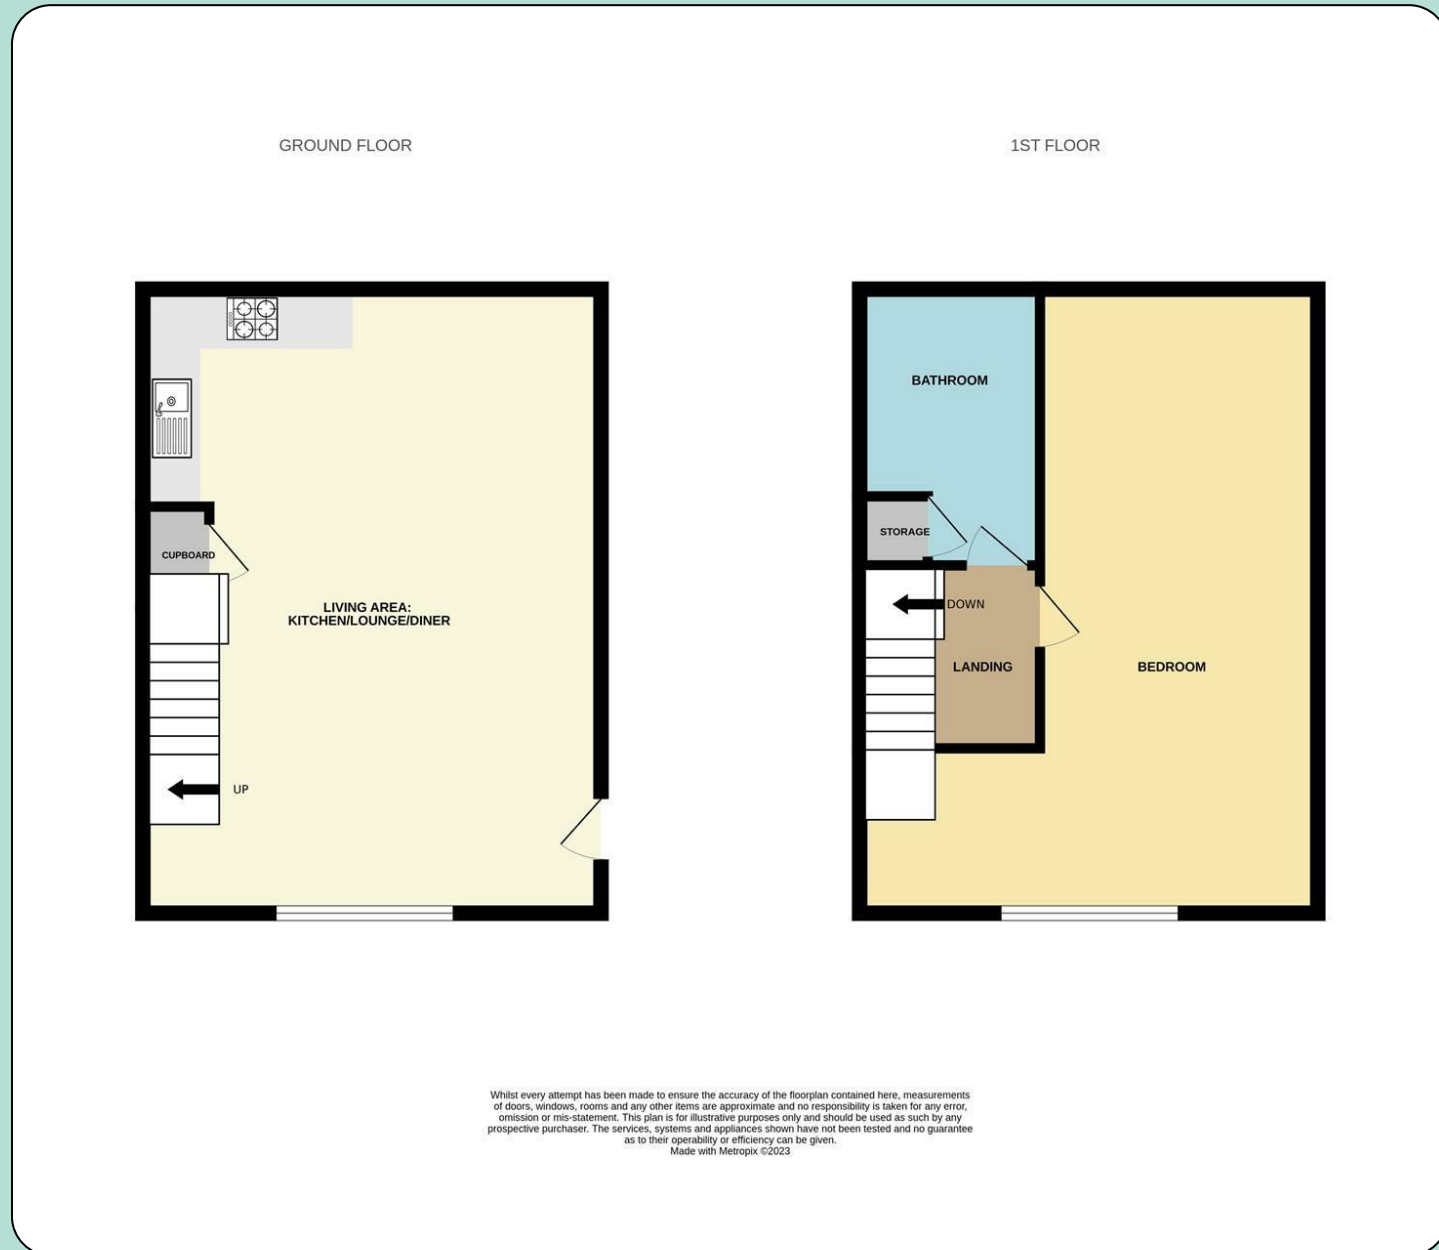 GROUND FLOOR
1ST FLOOR
CUPBOARD
LIVING AREA:
KITCHEN/LOUNGE/DINER
UP
BATHROOM
STORAGE
DOWN
LANDING
BEDROOM
Whilst every attempt has been made to ensure the accuracy of the floorplan contained here, measurements
of doors, windows, rooms and any other items are approximate and no responsibility is taken for any error,
omission or mis-statement. This plan is for illustrative purposes only and should be used as such by any
prospective purchaser. The services, systems and appliances shown have not been tested and no guarantee
as to their operability or efficiency can be given.
Made with Metropix ©2023